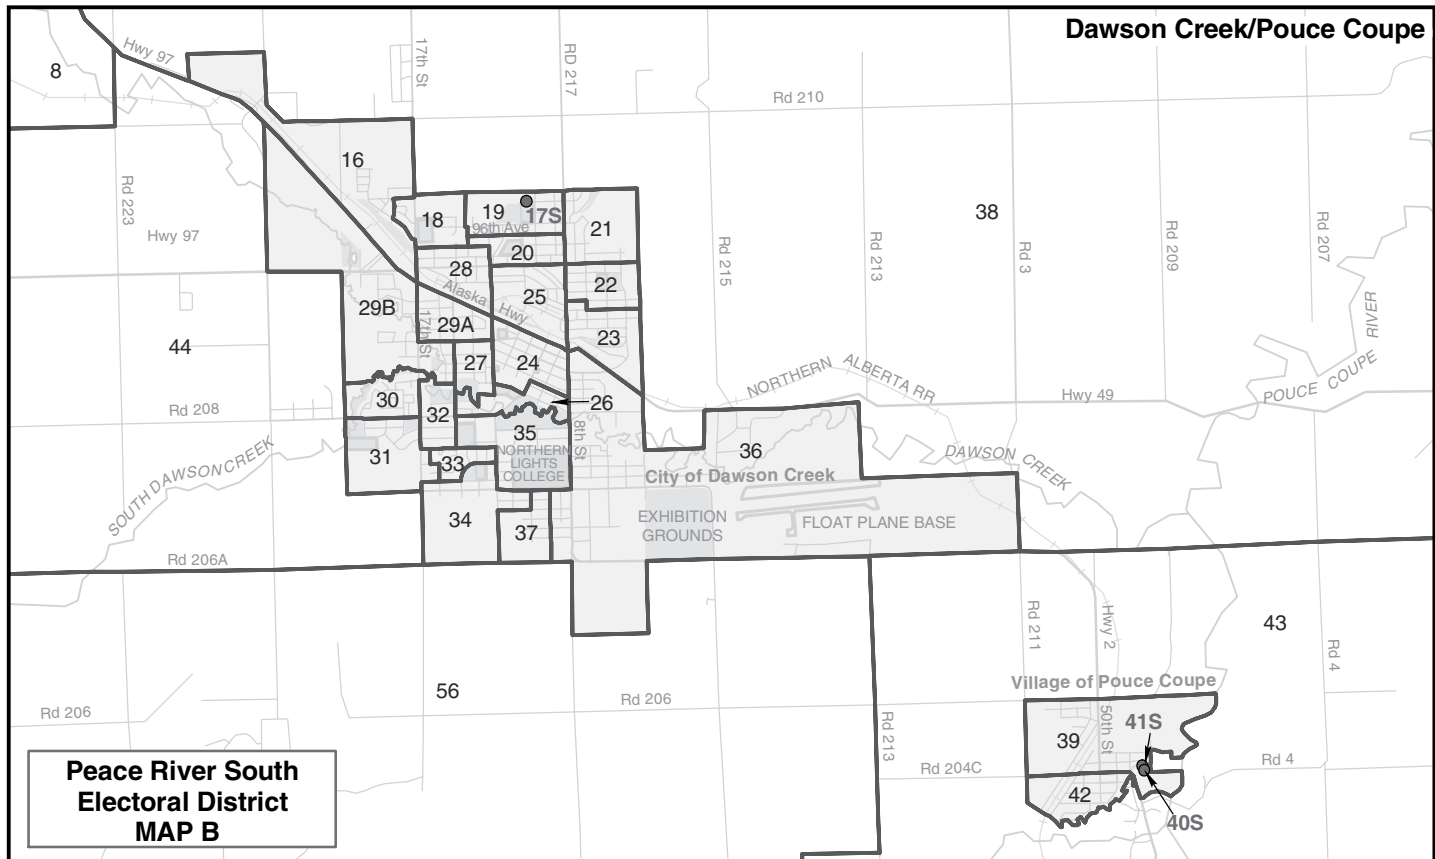 Dawson Creek/Pouce Coupe
Hwy 97
17th St
RD 217
8
Rd 210
16
Rd 223
38
19
17S
18
96th Ave
21
Hwy 97
Rd 215
Rd 213
Rd 3
Rd 209
Rd 207
20
28
22
25
Alaska Hwy
29B
17th St
29A
23
RIVER
44
27
24
NORTHERN ALBERTA RR
POUCE COUPE
Hwy 49
30
26
Rd 208
32
35
8th St
31
33
NORTHERN
LIGHTS
COLLEGE
36
City of Dawson Creek
DAWSON CREEK
SOUTH DAWSON CREEK
34
37
EXHIBITION
GROUNDS
FLOAT PLANE BASE
Rd 206A
Rd 211
Hwy 2
43
Rd 4
56
Village of Pouce Coupe
Rd 206
Rd 206
Rd 213
50th St
41S
39
Rd 204C
Rd 4
42
40S
Peace River South
Electoral District
MAP B